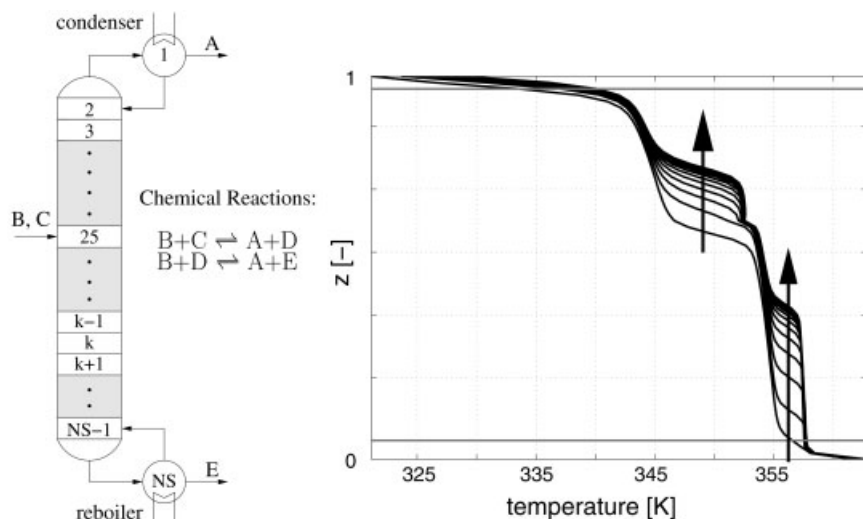 condenser
1
A
2
3
Chemical Reactions:
B, C
25
B+C ⇌ A+D
B+D ⇌ A+E
k−1
k
k+1
NS−1
NS
E
reboiler
1
z [−]
0
325
335
345
355
temperature [K]